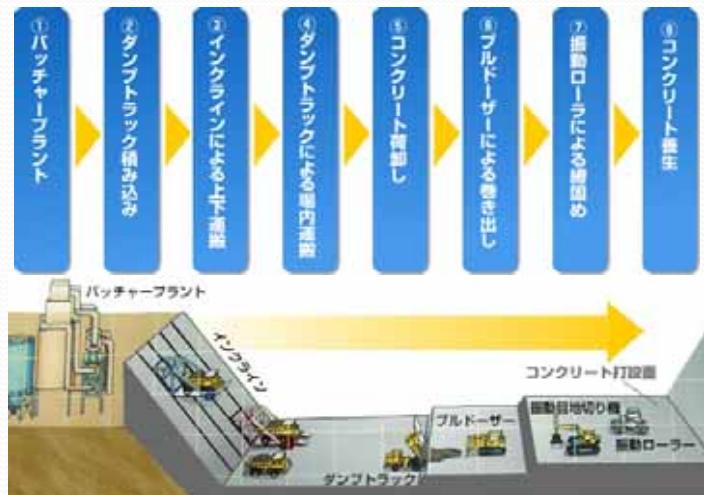 ①バッチャープラント
②ダンプトラック積み込み
③インクラインによる上下運搬
④ダンプトラックによる場内運搬
⑤コンクリート荷卸し
⑥ブルドーザーによる巻き出し
⑦振動ローラによる締固め
⑧コンクリート養生
バッチャープラント
インクライン
コンクリート打設面
ブルドーザー
振動目地切り機
振動ローラー
ダンプトラック